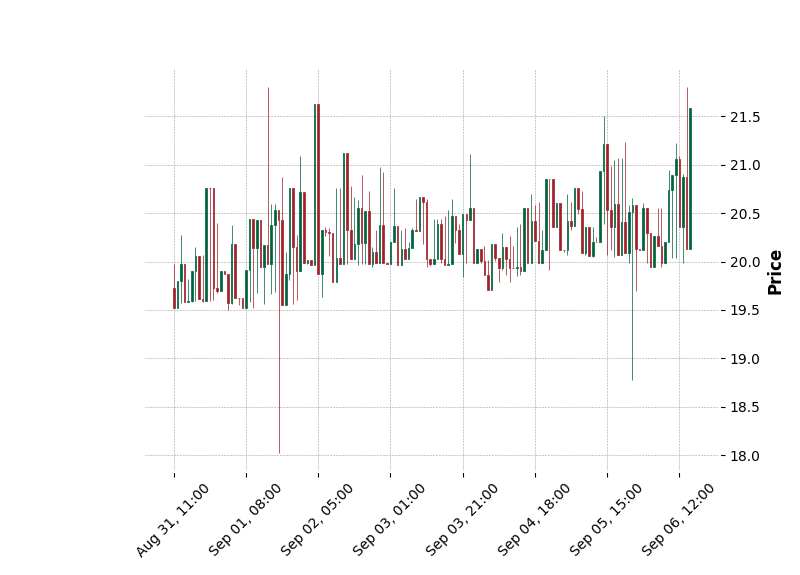 21.5
21.0
20.5
20.0
19.5
19.0
18.5
18.0
Price
Aug 31, 11:00
Sep 01, 08:00
Sep 02, 05:00
Sep 03, 01:00
Sep 03, 21:00
Sep 04, 18:00
Sep 05, 15:00
Sep 06, 12:00